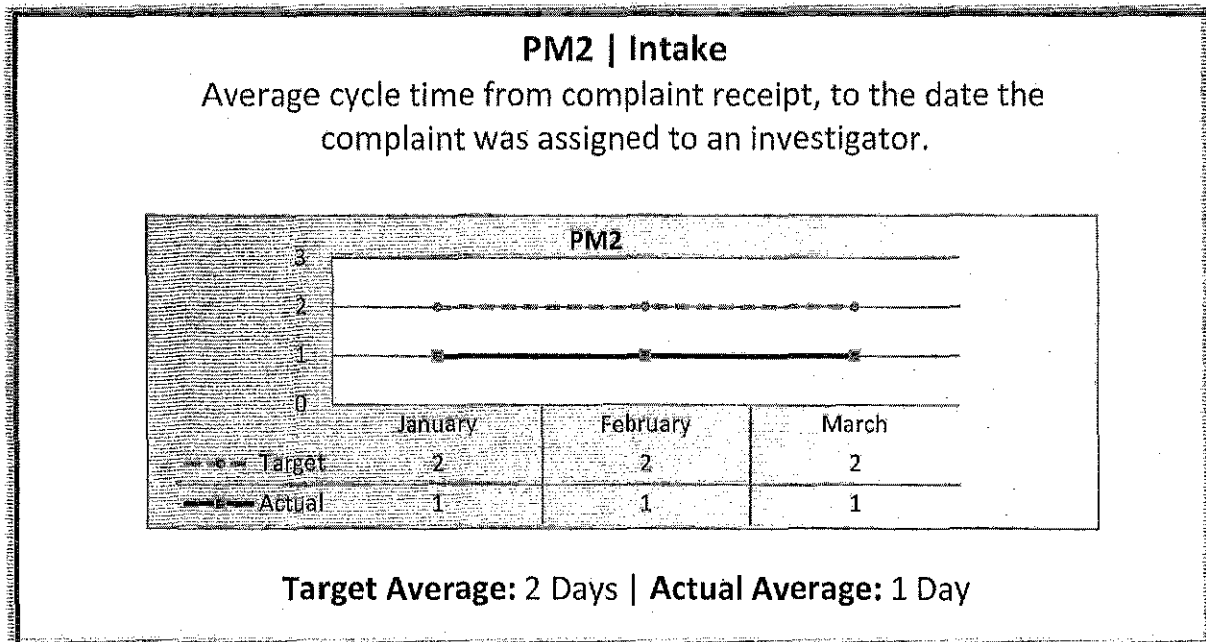 PM2 | Intake
Average cycle time from complaint receipt, to the date the
complaint was assigned to an investigator.
PM2
3
2
1
0
January February March
Target 2 2 2
Actual 1 1 1
Target Average: 2 Days | Actual Average: 1 Day